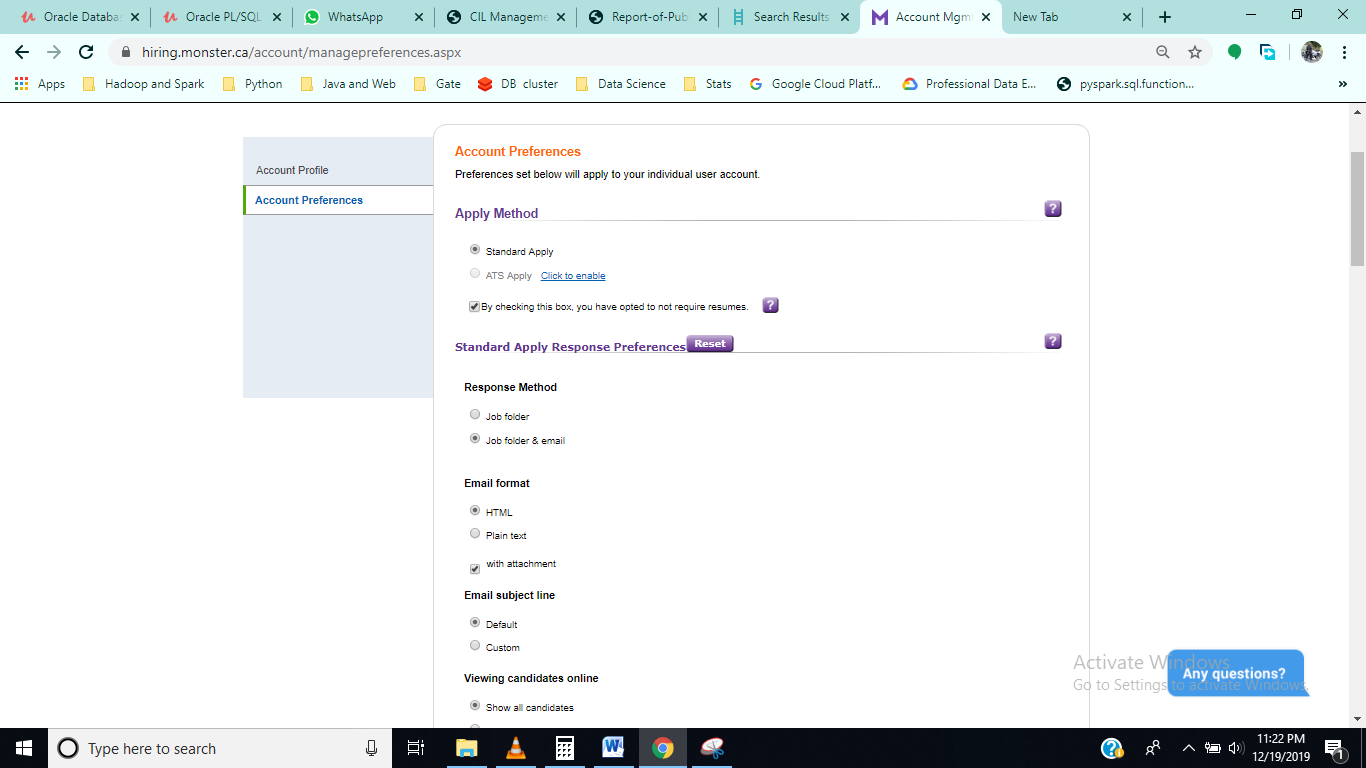 Oracle Databa
Oracle PL/SQL
WhatsApp
CIL Manageme
Report-of-Pub
Search Results
Account Mgm
New Tab
hiring.monster.ca/account/managepreferences.aspx
Apps
Hadoop and Spark
Python
Java and Web
Gate
DB cluster
Data Science
Stats
Google Cloud Platf...
Professional Data E...
pyspark.sql.function...
»
Account Profile
Account Preferences
Account Preferences
Preferences set below will apply to your individual user account.
Apply Method
?
Standard Apply
ATS Apply Click to enable
By checking this box, you have opted to not require resumes. ?
Standard Apply Response Preferences Reset
?
Response Method
Job folder
Job folder & email
Email format
HTML
Plain text
with attachment
Email subject line
Default
Custom
Viewing candidates online
Show all candidates
Activate Windows
Go to Settings to activate Windows.
Any questions?
Type here to search
11:22 PM
12/19/2019
1